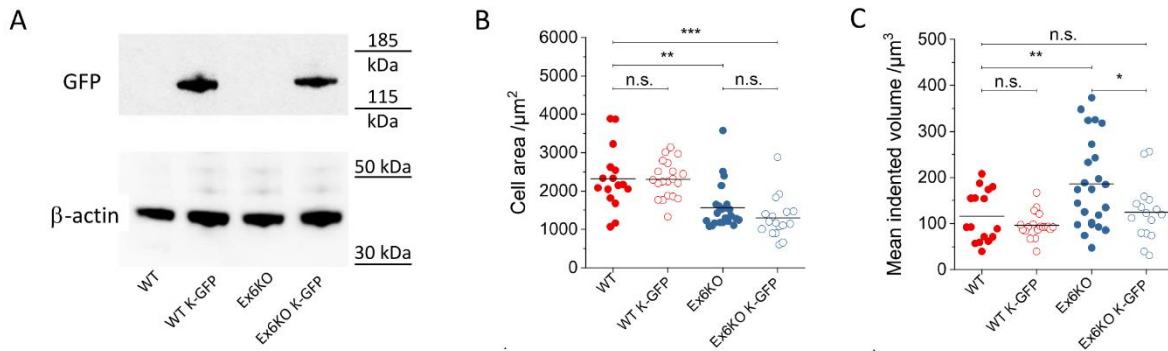 A
GFP
185
kDa
115
kDa
β-actin
50 kDa
30 kDa
WT
WT K-GFP
Ex6KO
Ex6KO K-GFP
B
***
**
n.s.
n.s.
Cell area /µm²
6000
5000
4000
3000
2000
1000
0
WT
WT K-GFP
Ex6KO
Ex6KO K-GFP
C
n.s.
**
n.s.
*
Mean indented volume /µm³
500
400
300
200
100
0
WT
WT K-GFP
Ex6KO
Ex6KO K-GFP